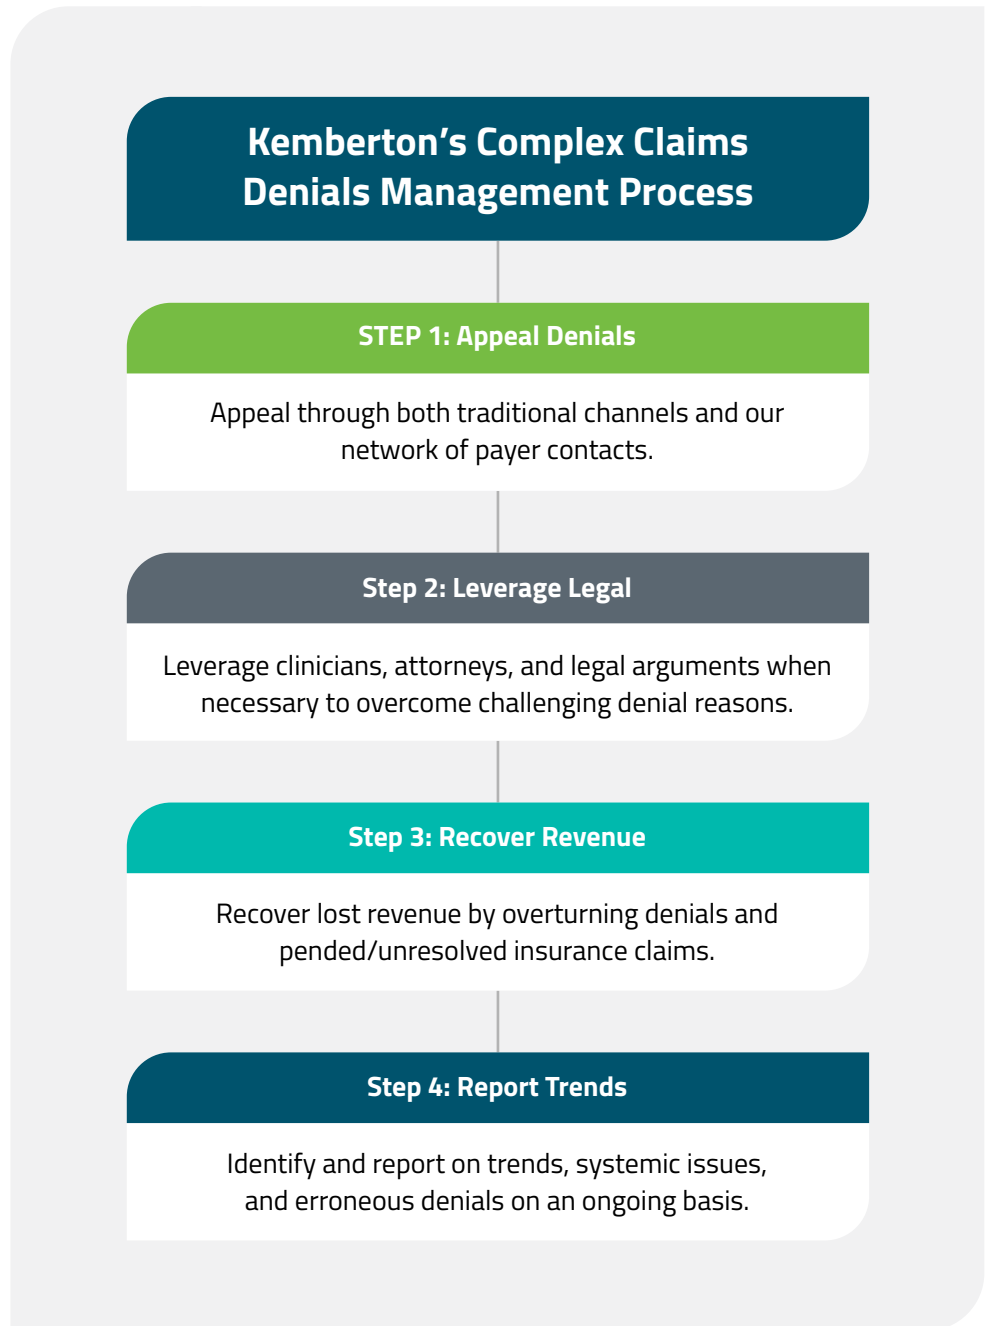 Kemberton’s Complex Claims
Denials Management Process
STEP 1: Appeal Denials
Appeal through both traditional channels and our
network of payer contacts.
Step 2: Leverage Legal
Leverage clinicians, attorneys, and legal arguments when
necessary to overcome challenging denial reasons.
Step 3: Recover Revenue
Recover lost revenue by overturning denials and
pended/unresolved insurance claims.
Step 4: Report Trends
Identify and report on trends, systemic issues,
and erroneous denials on an ongoing basis.